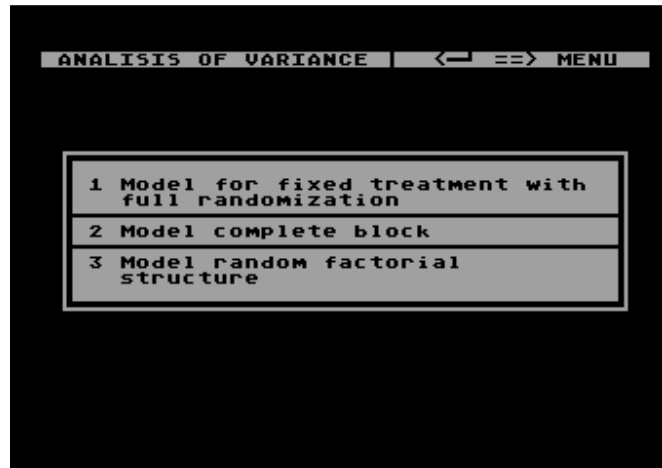 ANALISIS OF VARIANCE | <─┘ ==> MENU
1 Model for fixed treatment with
full randomization
2 Model complete block
3 Model random factorial
structure